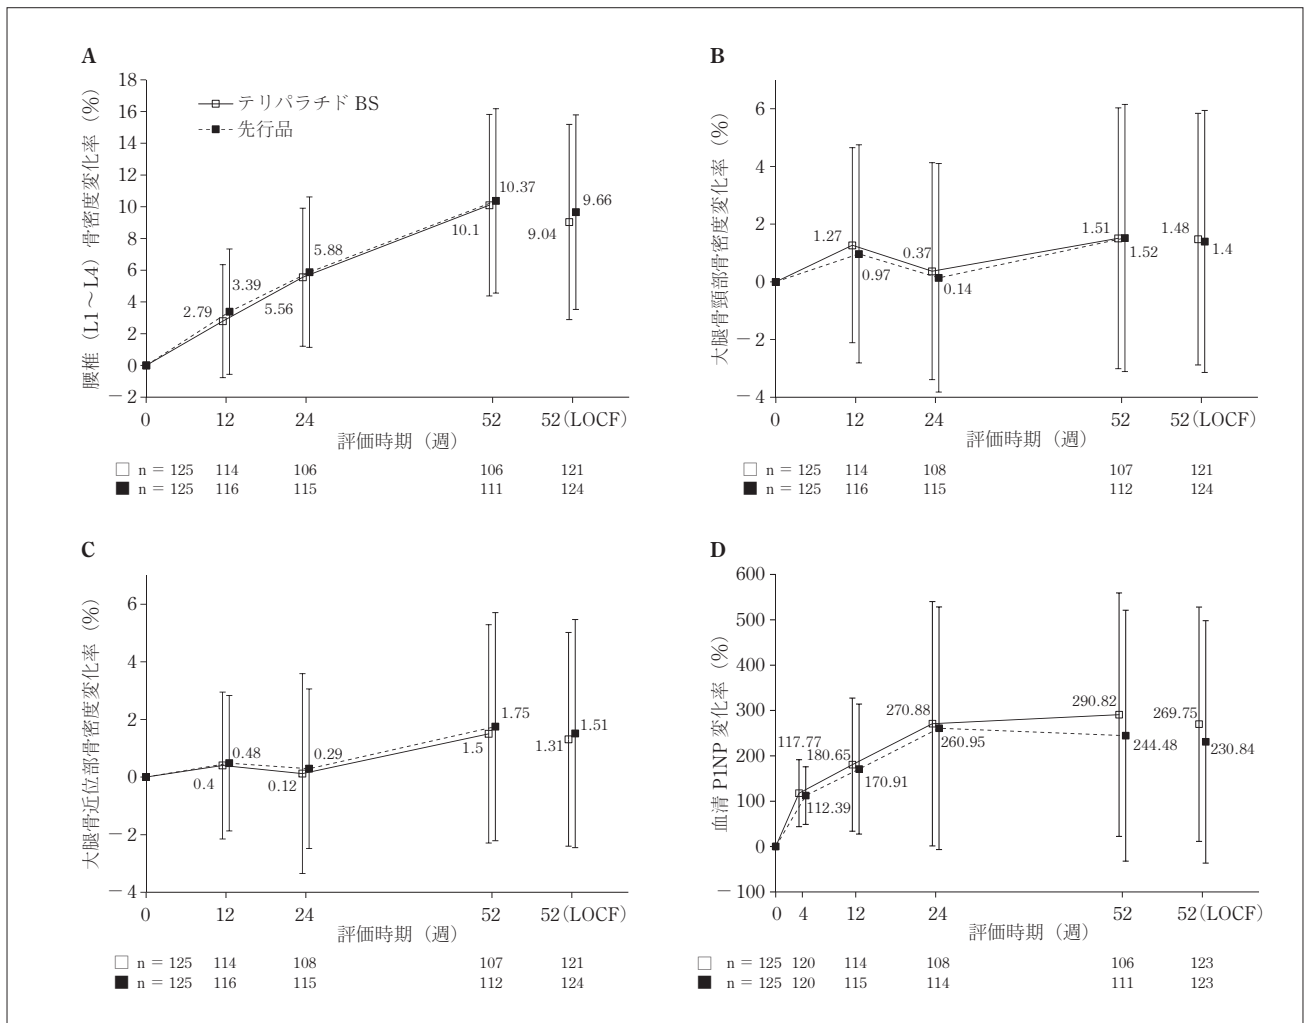 A
腰椎（L1～L4）骨密度変化率（%）
18
16
14
12
10
8
6
4
2
0
－2
テリパラチド BS
先行品
2.79
3.39
5.56
5.88
10.1
10.37
9.04
9.66
0 12 24 52 52(LOCF)
評価時期（週）
□ n = 125 114 106 106 121
■ n = 125 116 115 111 124
B
大腿骨頸部骨密度変化率（%）
6
4
2
0
－2
－4
1.27
0.97
0.37
0.14
1.51
1.52
1.48
1.4
0 12 24 52 52(LOCF)
評価時期（週）
□ n = 125 114 108 107 121
■ n = 125 116 115 112 124
C
大腿骨近位部骨密度変化率（%）
6
4
2
0
－2
－4
0.4
0.48
0.12
0.29
1.5
1.75
1.31
1.51
0 12 24 52 52(LOCF)
評価時期（週）
□ n = 125 114 108 107 121
■ n = 125 116 115 112 124
D
血清 P1NP 変化率（%）
600
500
400
300
200
100
0
－100
117.77
112.39
180.65
170.91
270.88
260.95
290.82
244.48
269.75
230.84
0 4 12 24 52 52(LOCF)
評価時期（週）
□ n = 125 120 114 108 106 123
■ n = 125 120 115 114 111 123